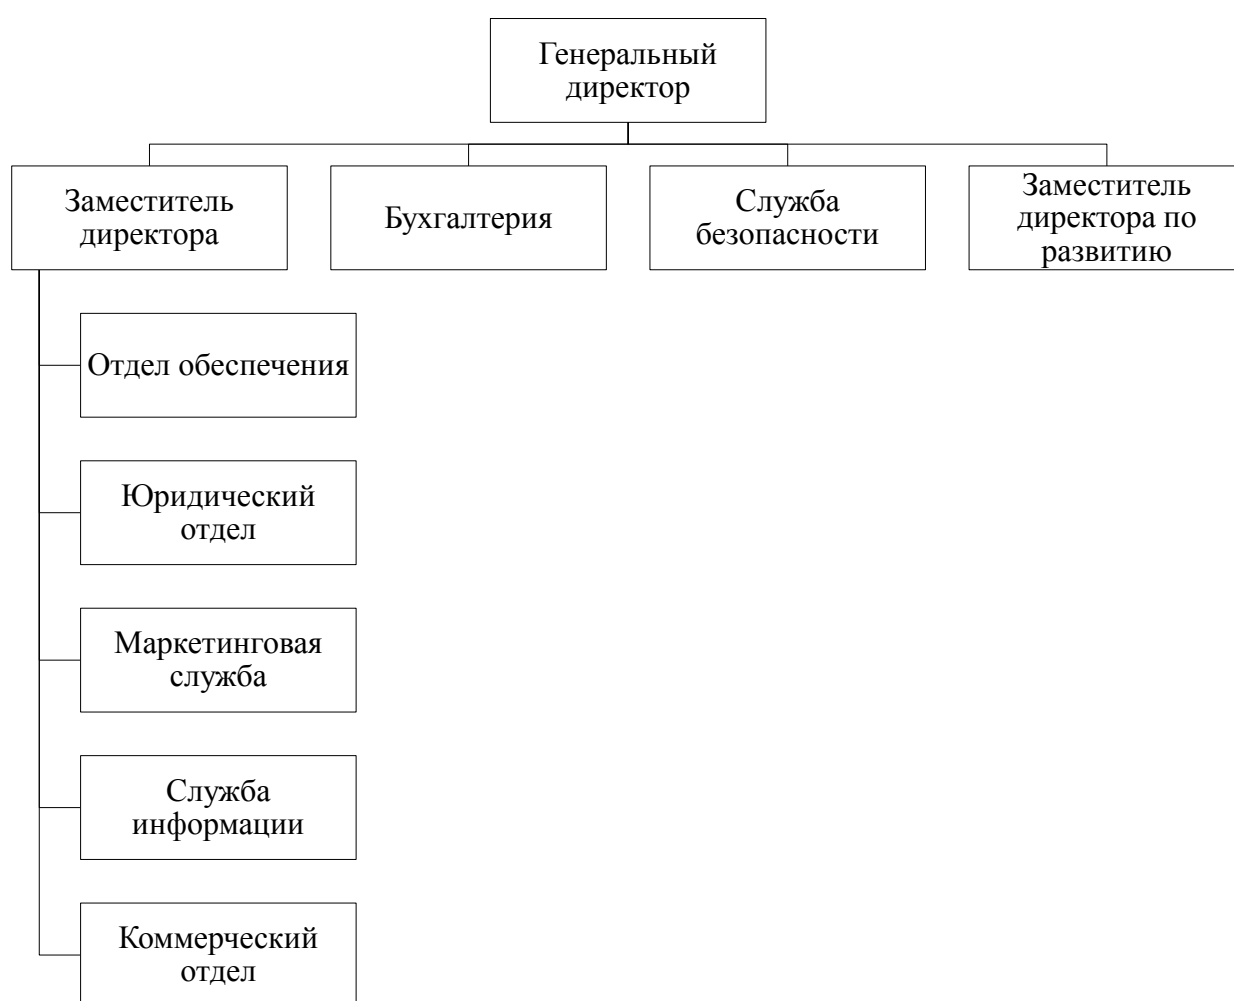 Генеральный
директор
Заместитель
директора
Бухгалтерия
Служба
безопасности
Заместитель
директора по
развитию
Отдел обеспечения
Юридический
отдел
Маркетинговая
служба
Служба
информации
Коммерческий
отдел